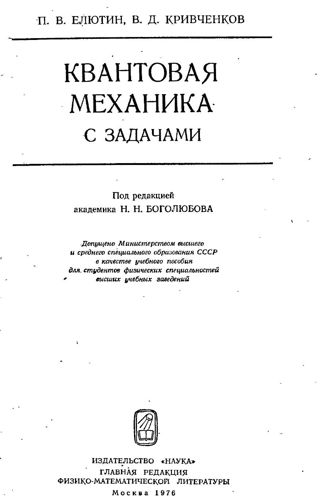 П. В. ЕЛЮТИН, В. Д. КРИВЧЕНКОВ
КВАНТОВАЯ
МЕХАНИКА
С ЗАДАЧАМИ
Под редакцией
академика Н. Н. БОГОЛЮБОВА
Допущено Министерством высшего
и среднего специального образования СССР
в качестве учебного пособия
для студентов физических специальностей
высших учебных заведений
ИЗДАТЕЛЬСТВО «НАУКА»
ГЛАВНАЯ РЕДАКЦИЯ
ФИЗИКО-МАТЕМАТИЧЕСКОЙ ЛИТЕРАТУРЫ
Москва 1976